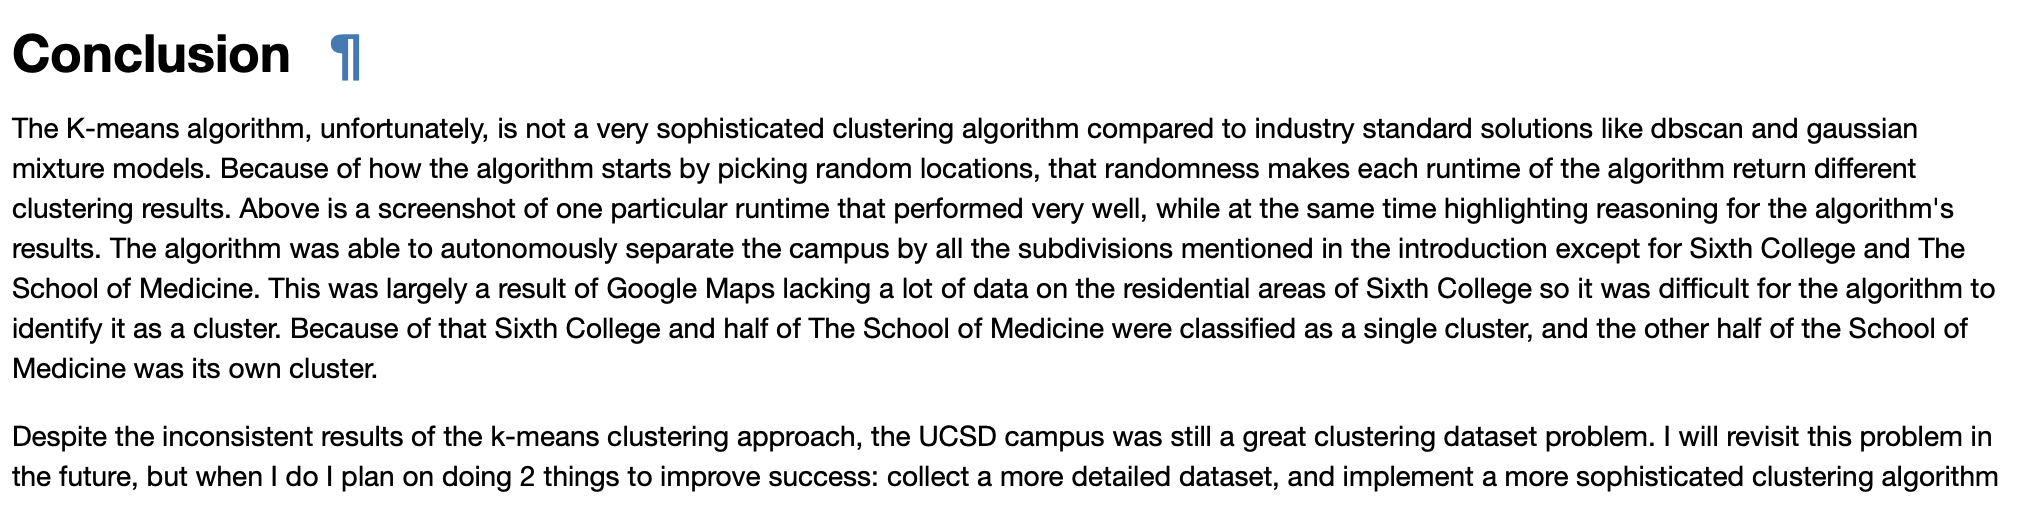 Conclusion ¶
The K-means algorithm, unfortunately, is not a very sophisticated clustering algorithm compared to industry standard solutions like dbscan and gaussian
mixture models. Because of how the algorithm starts by picking random locations, that randomness makes each runtime of the algorithm return different
clustering results. Above is a screenshot of one particular runtime that performed very well, while at the same time highlighting reasoning for the algorithm's
results. The algorithm was able to autonomously separate the campus by all the subdivisions mentioned in the introduction except for Sixth College and The
School of Medicine. This was largely a result of Google Maps lacking a lot of data on the residential areas of Sixth College so it was difficult for the algorithm to
identify it as a cluster. Because of that Sixth College and half of The School of Medicine were classified as a single cluster, and the other half of the School of
Medicine was its own cluster.
Despite the inconsistent results of the k-means clustering approach, the UCSD campus was still a great clustering dataset problem. I will revisit this problem in
the future, but when I do I plan on doing 2 things to improve success: collect a more detailed dataset, and implement a more sophisticated clustering algorithm